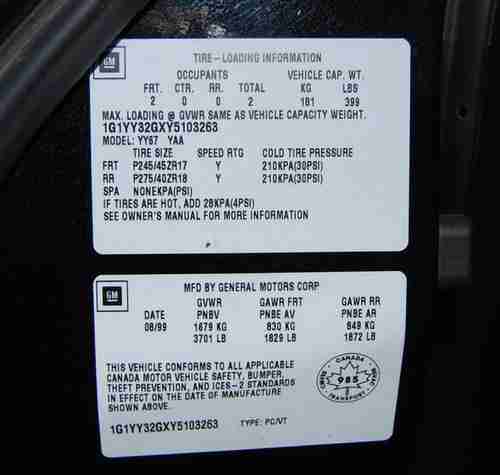 GM
TIRE-LOADING INFORMATION
OCCUPANTS VEHICLE CAP. WT.
FRT. CTR. RR. TOTAL KG LBS
2 0 0 2 181 399
MAX. LOADING @ GVWR SAME AS VEHICLE CAPACITY WEIGHT.
1G1YY32GXY5103263
MODEL: YY67 YAA
TIRE SIZE SPEED RTG COLD TIRE PRESSURE
FRT P245/45ZR17 Y 210KPA(30PSI)
RR P275/40ZR18 Y 210KPA(30PSI)
SPA NONEKPA(PSI)
IF TIRES ARE HOT, ADD 28KPA(4PSI)
SEE OWNER'S MANUAL FOR MORE INFORMATION
GM
MFD BY GENERAL MOTORS CORP
GVWR GAWR FRT GAWR RR
DATE PNBV PNBE AV PNBE AR
08/99 1679 KG 830 KG 849 KG
3701 LB 1829 LB 1872 LB
THIS VEHICLE CONFORMS TO ALL APPLICABLE
CANADA MOTOR VEHICLE SAFETY, BUMPER,
THEFT PREVENTION, AND ICES-2 STANDARDS
IN EFFECT ON THE DATE OF MANUFACTURE
SHOWN ABOVE.
CANADA
985
TRANSPORT
1G1YY32GXY5103263 TYPE: PC/VT